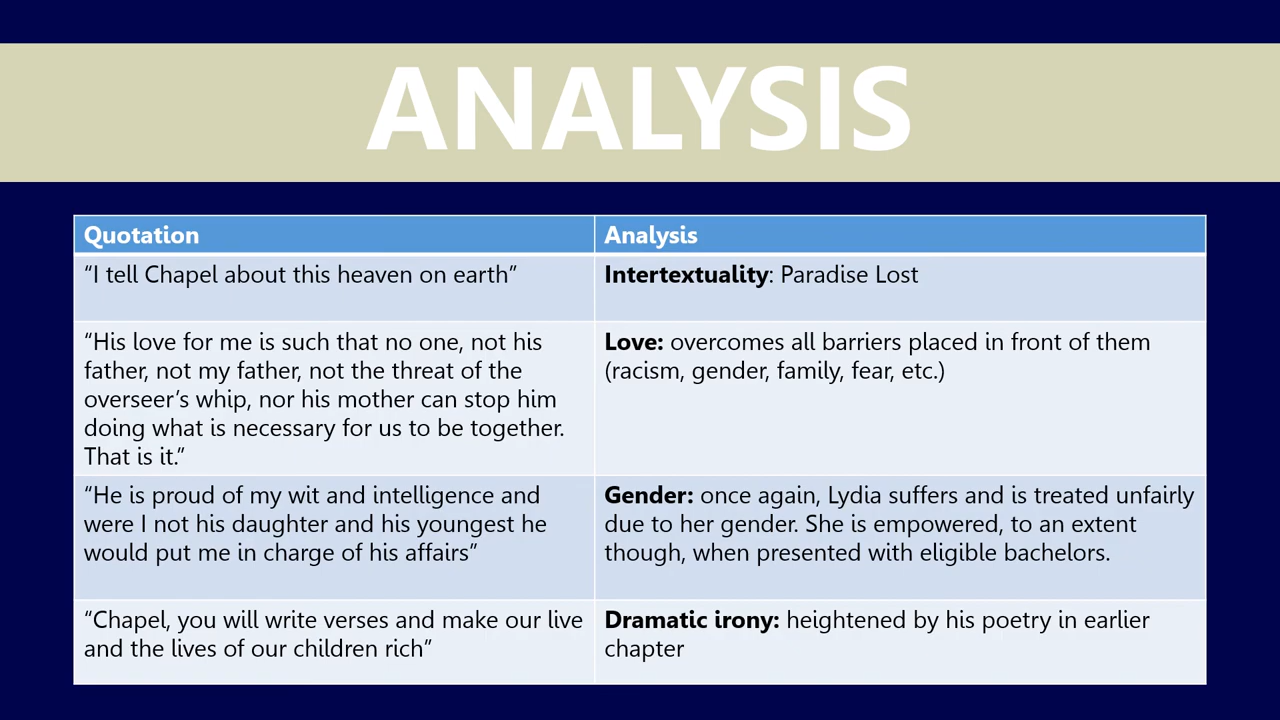 ANALYSIS
Quotation
Analysis
“I tell Chapel about this heaven on earth”
Intertextuality: Paradise Lost
“His love for me is such that no one, not his
father, not my father, not the threat of the
overseer’s whip, nor his mother can stop him
doing what is necessary for us to be together.
That is it.”
Love: overcomes all barriers placed in front of them
(racism, gender, family, fear, etc.)
“He is proud of my wit and intelligence and
were I not his daughter and his youngest he
would put me in charge of his affairs”
Gender: once again, Lydia suffers and is treated unfairly
due to her gender. She is empowered, to an extent
though, when presented with eligible bachelors.
“Chapel, you will write verses and make our live
and the lives of our children rich”
Dramatic irony: heightened by his poetry in earlier
chapter